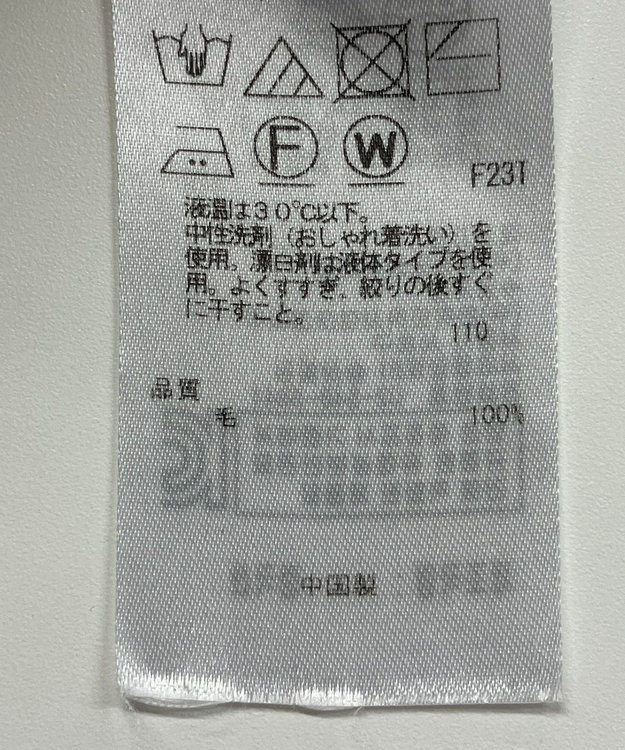 F W
F231
液温は30℃以下。
中性洗剤（おしゃれ着洗い）を
使用。漂白剤は液体タイプを使
用。よくすすぎ、絞りの後すぐ
に干すこと。
110
品質
毛 100%
中国製